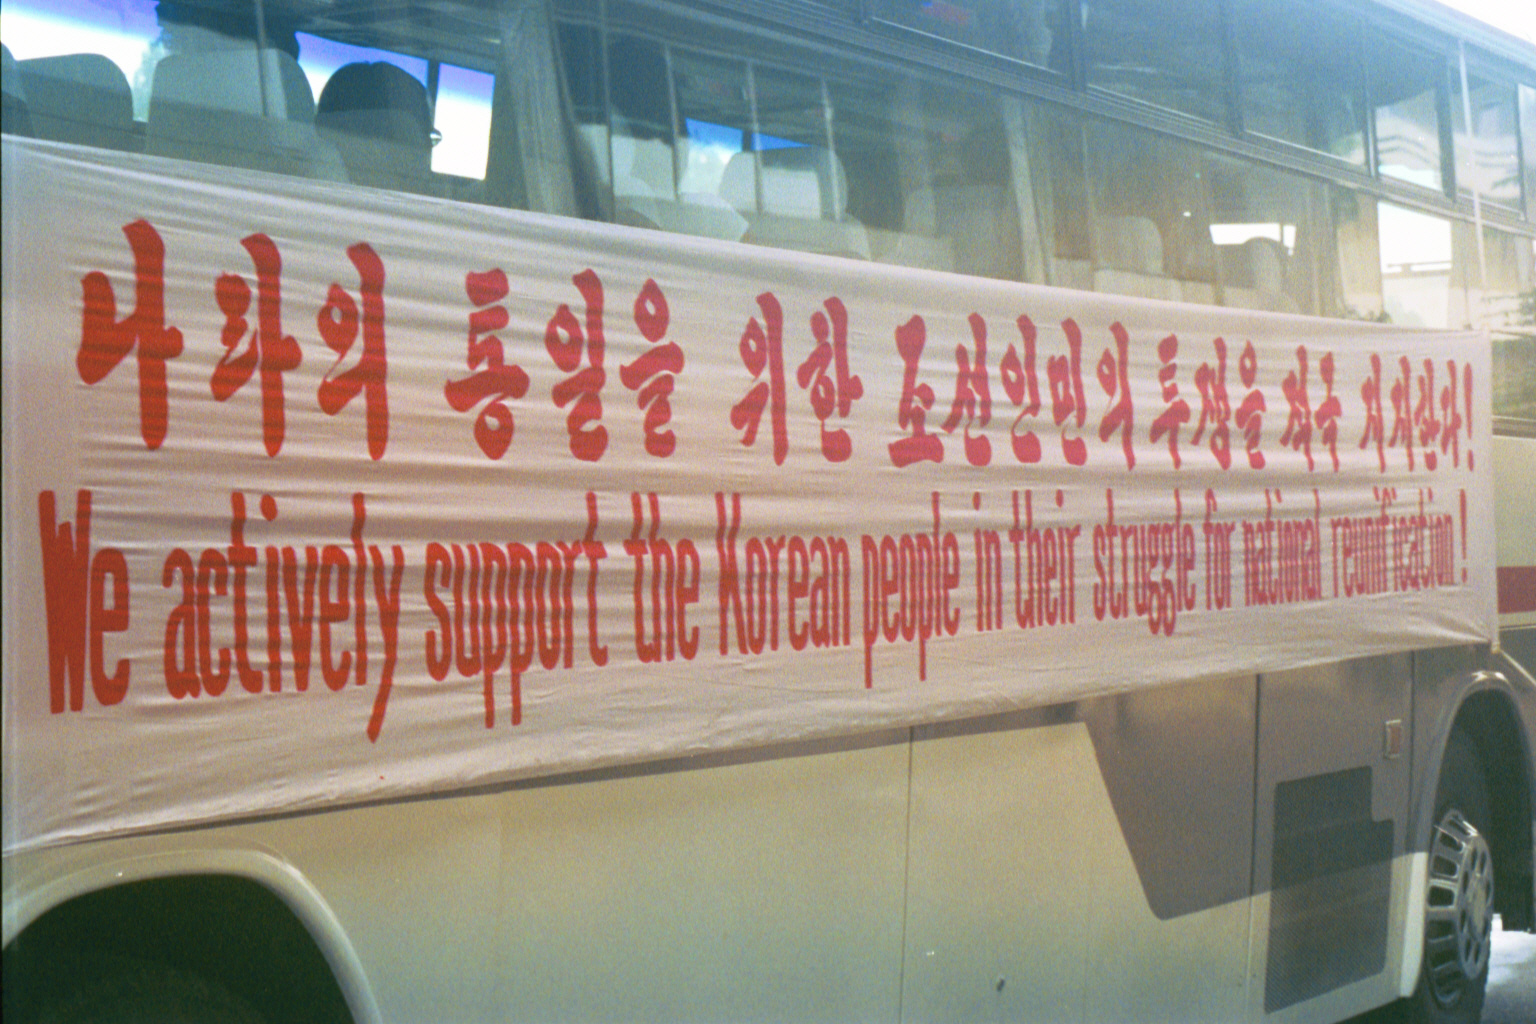 나라의 통일을 위한 조선인민의 투쟁을 적극 지지한다!
We actively support the Korean people in their struggle for national reunification!